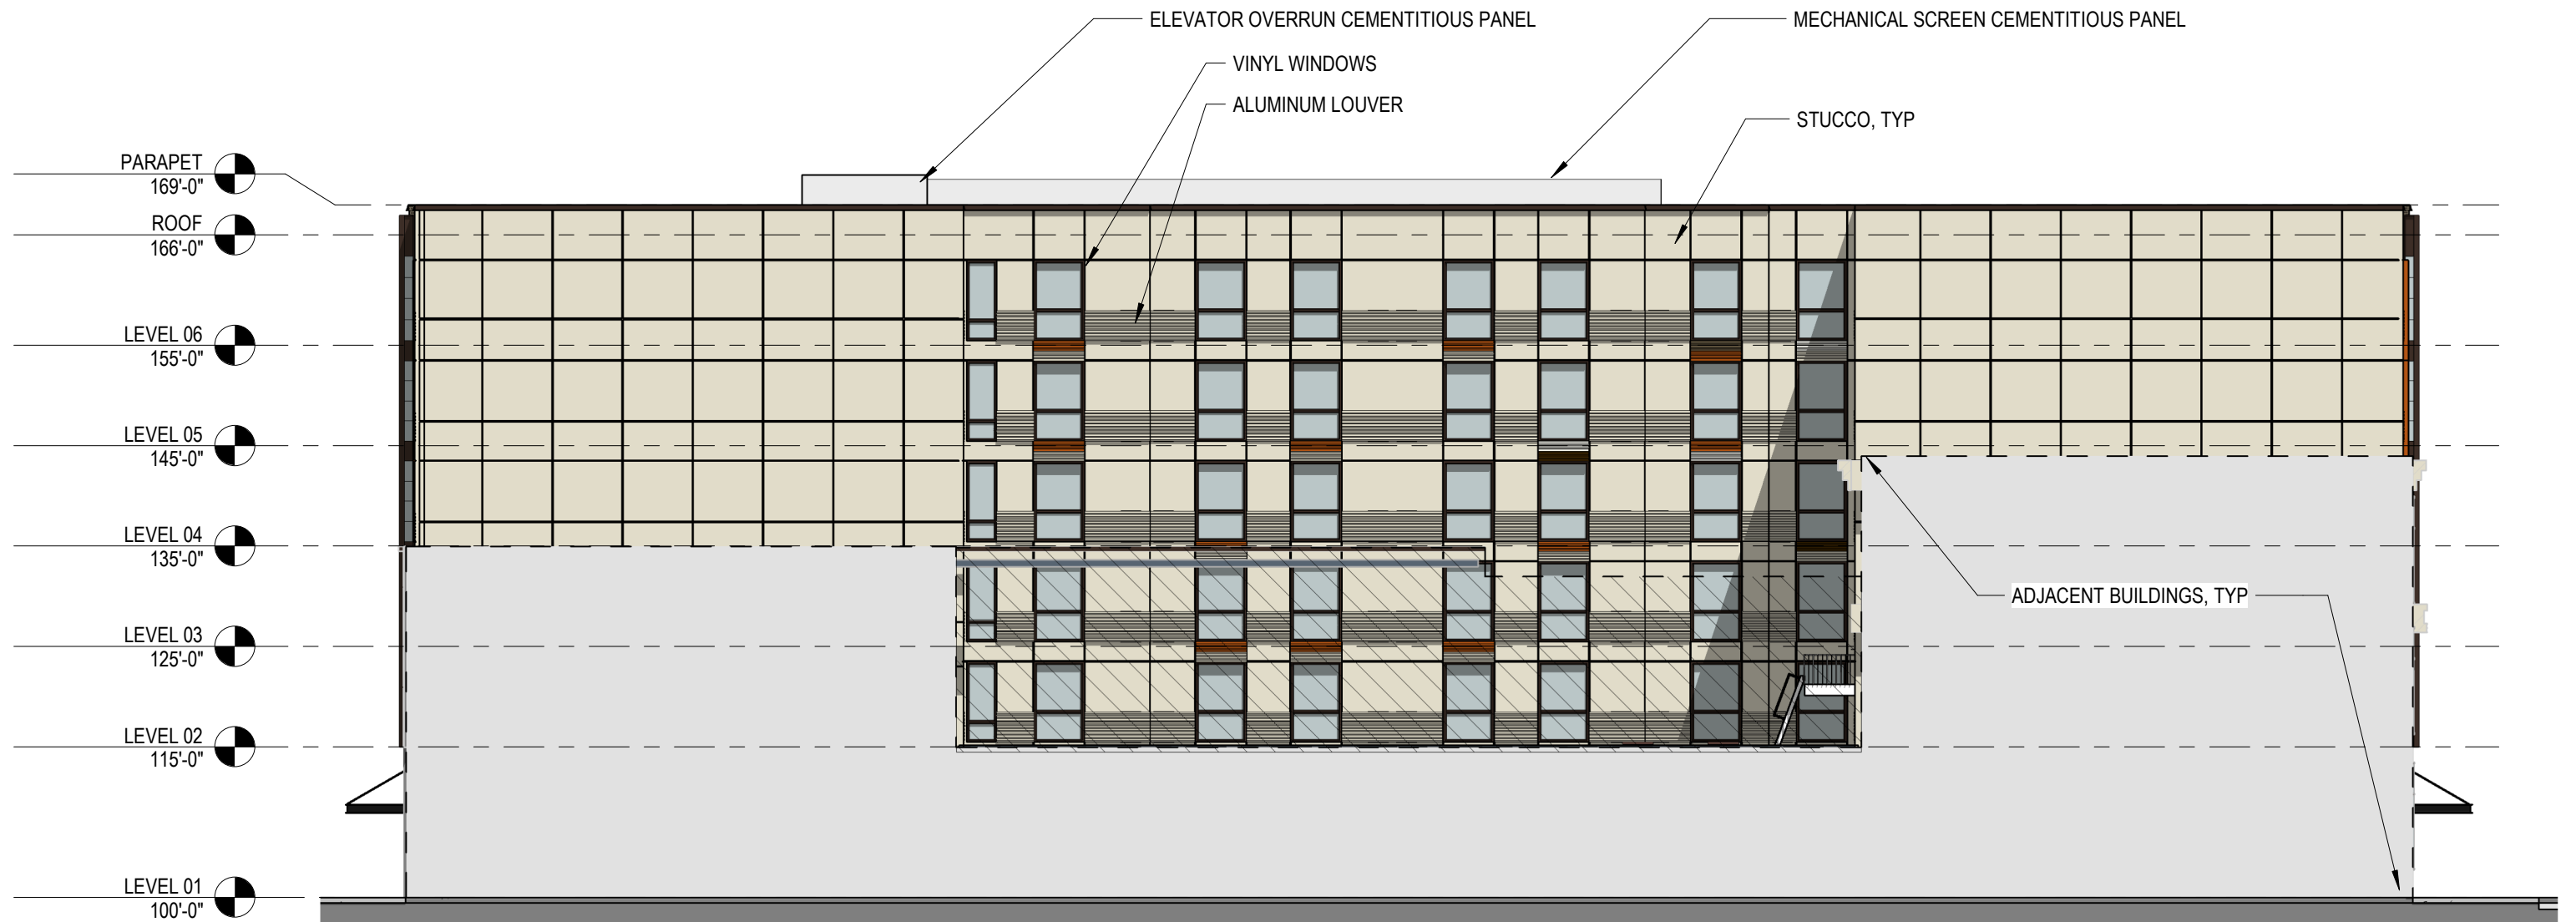 ELEVATOR OVERRUN CEMENTITIOUS PANEL
MECHANICAL SCREEN CEMENTITIOUS PANEL
VINYL WINDOWS
ALUMINUM LOUVER
STUCCO, TYP
PARAPET
169'-0"
ROOF
166'-0"
LEVEL 06
155'-0"
LEVEL 05
145'-0"
LEVEL 04
135'-0"
ADJACENT BUILDINGS, TYP
LEVEL 03
125'-0"
LEVEL 02
115'-0"
LEVEL 01
100'-0"